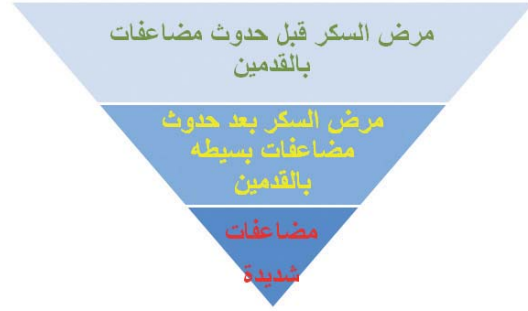 مرض السكر قبل حدوث مضاعفات
بالقدمين
مرض السكر بعد حدوث
مضاعفات بسيطه
بالقدمين
مضاعفات
شديدة